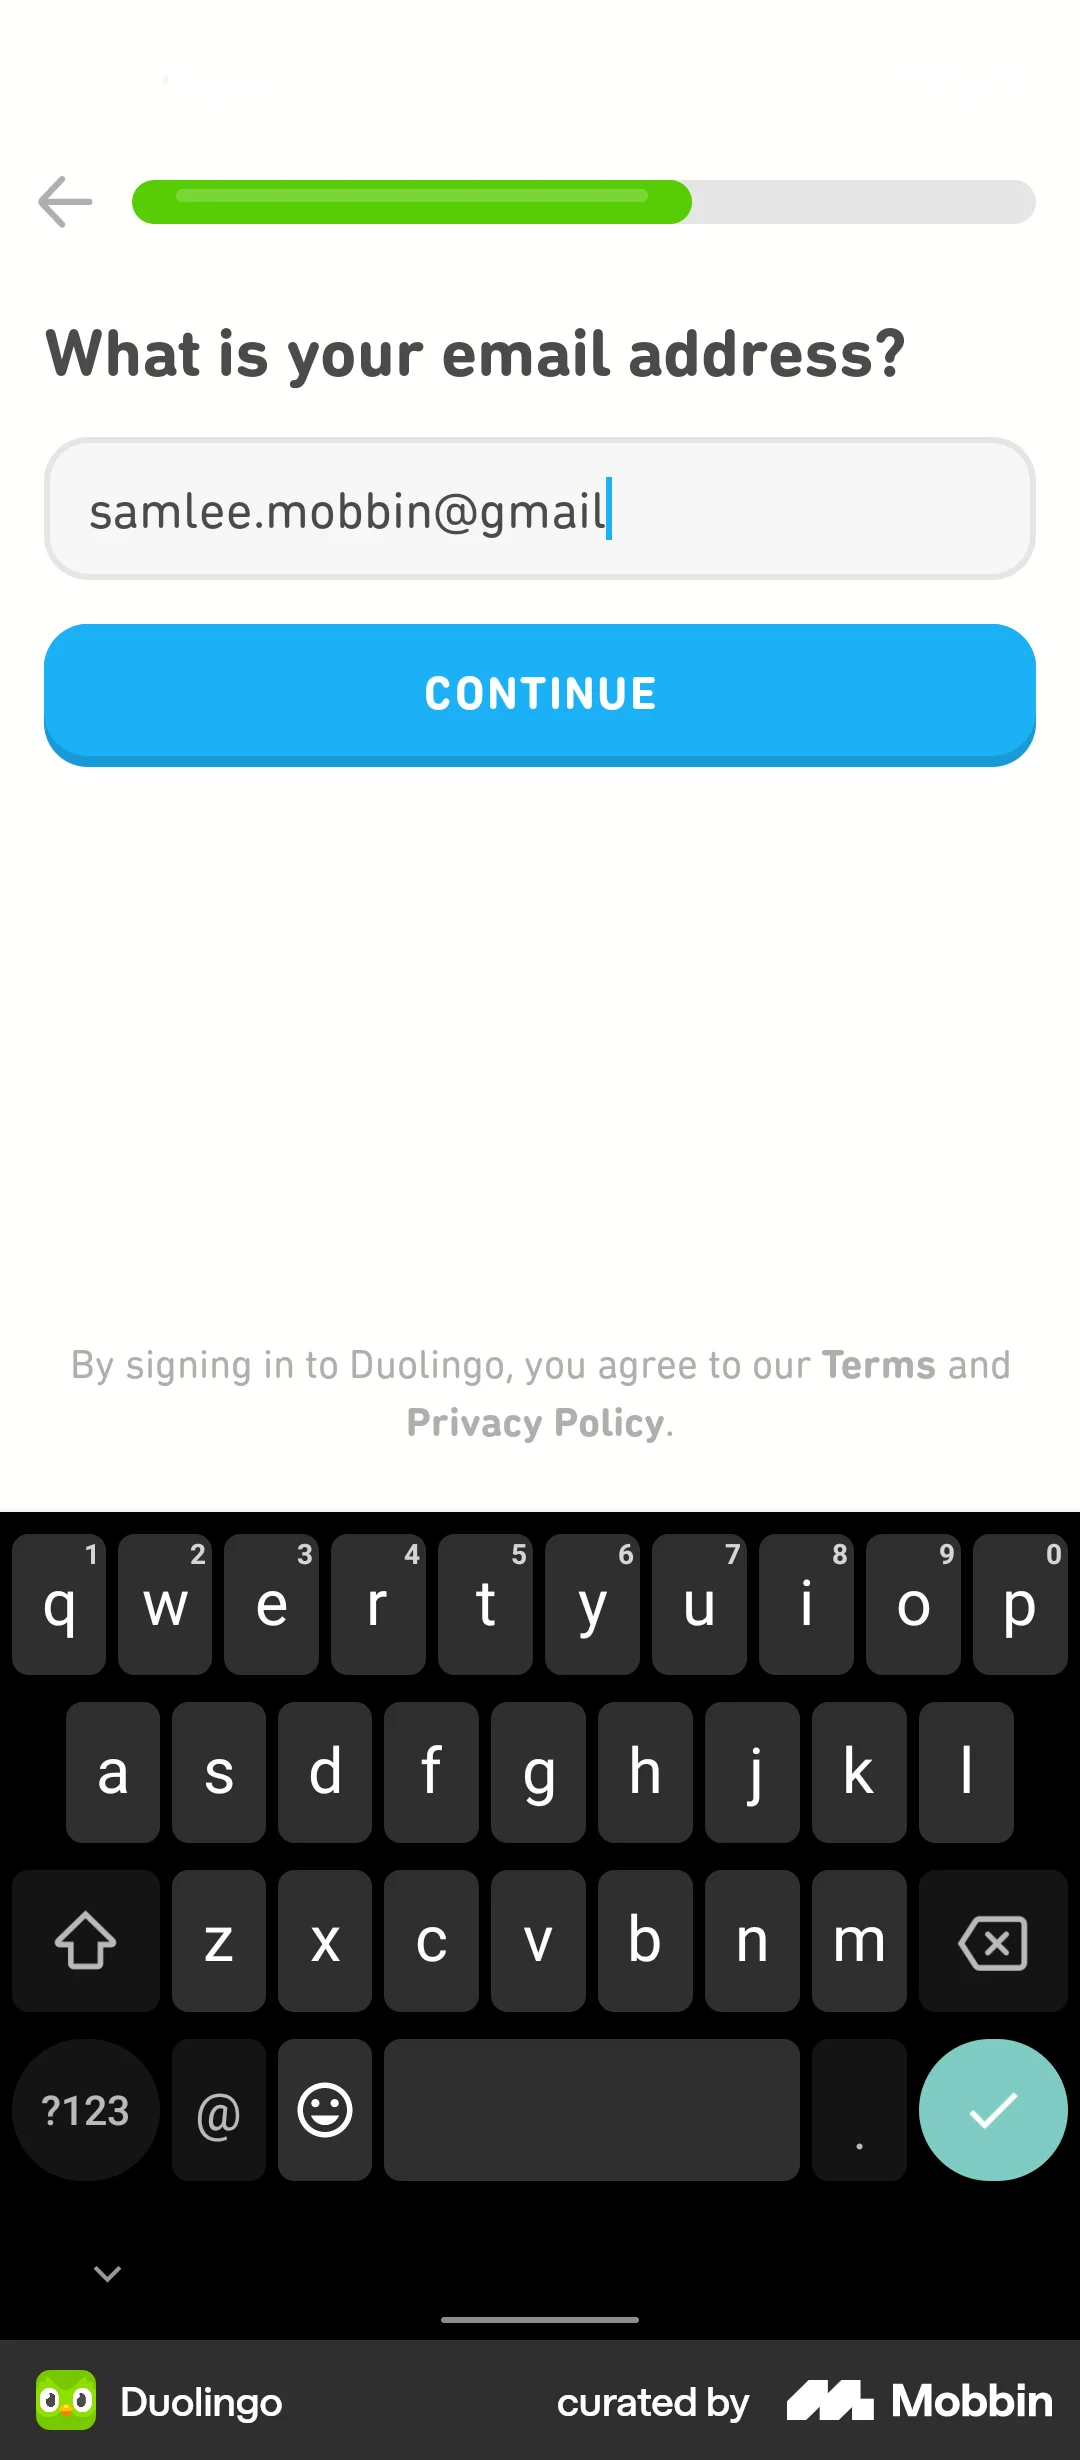 What is your email address?
samlee.mobbin@gmail
CONTINUE
By signing in to Duolingo, you agree to our Terms and
Privacy Policy.
1 2 3 4 5 6 7 8 9 0
q w e r t y u i o p
a s d f g h j k l
z x c v b n m
?123 @ .
Duolingo curated by Mobbin